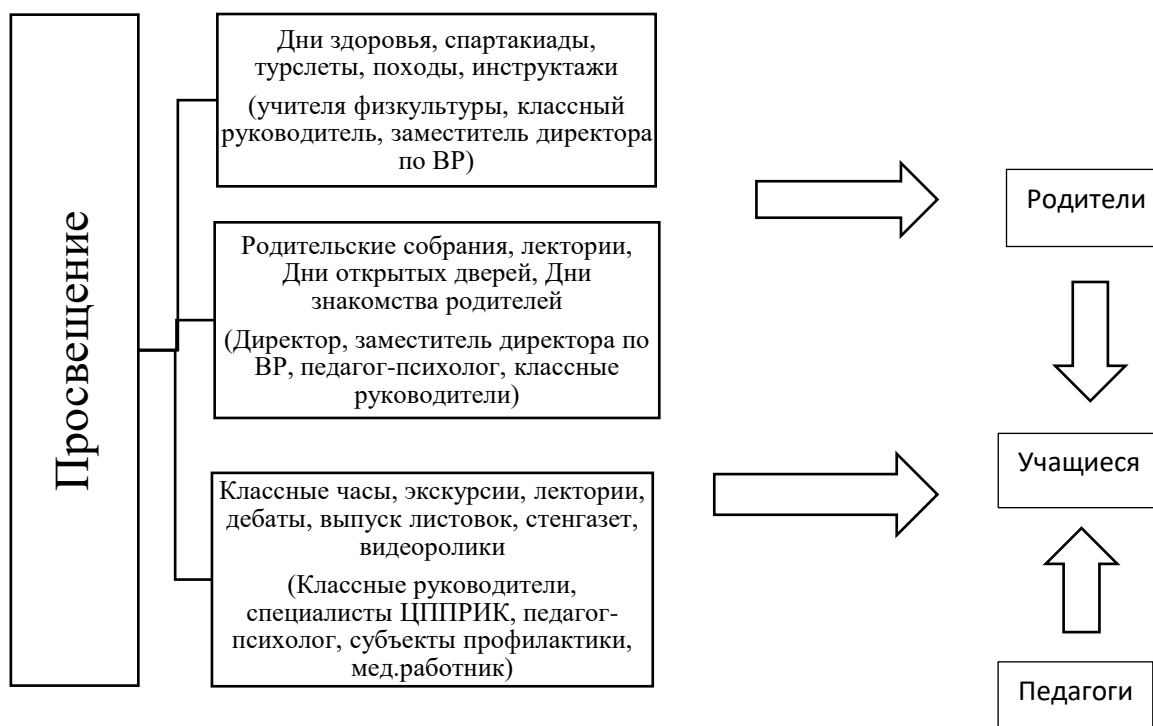 Просвещение
Дни здоровья, спартакиады,
турслеты, походы, инструктажи
(учителя физкультуры, классный
руководитель, заместитель директора
по ВР)
Родительские собрания, лектории,
Дни открытых дверей, Дни
знакомства родителей
(Директор, заместитель директора по
ВР, педагог-психолог, классные
руководители)
Классные часы, экскурсии, лектории,
дебаты, выпуск листовок, стенгазет,
видеоролики
(Классные руководители,
специалисты ЦППРИК, педагог-
психолог, субъекты профилактики,
мед.работник)
Родители
Учащиеся
Педагоги